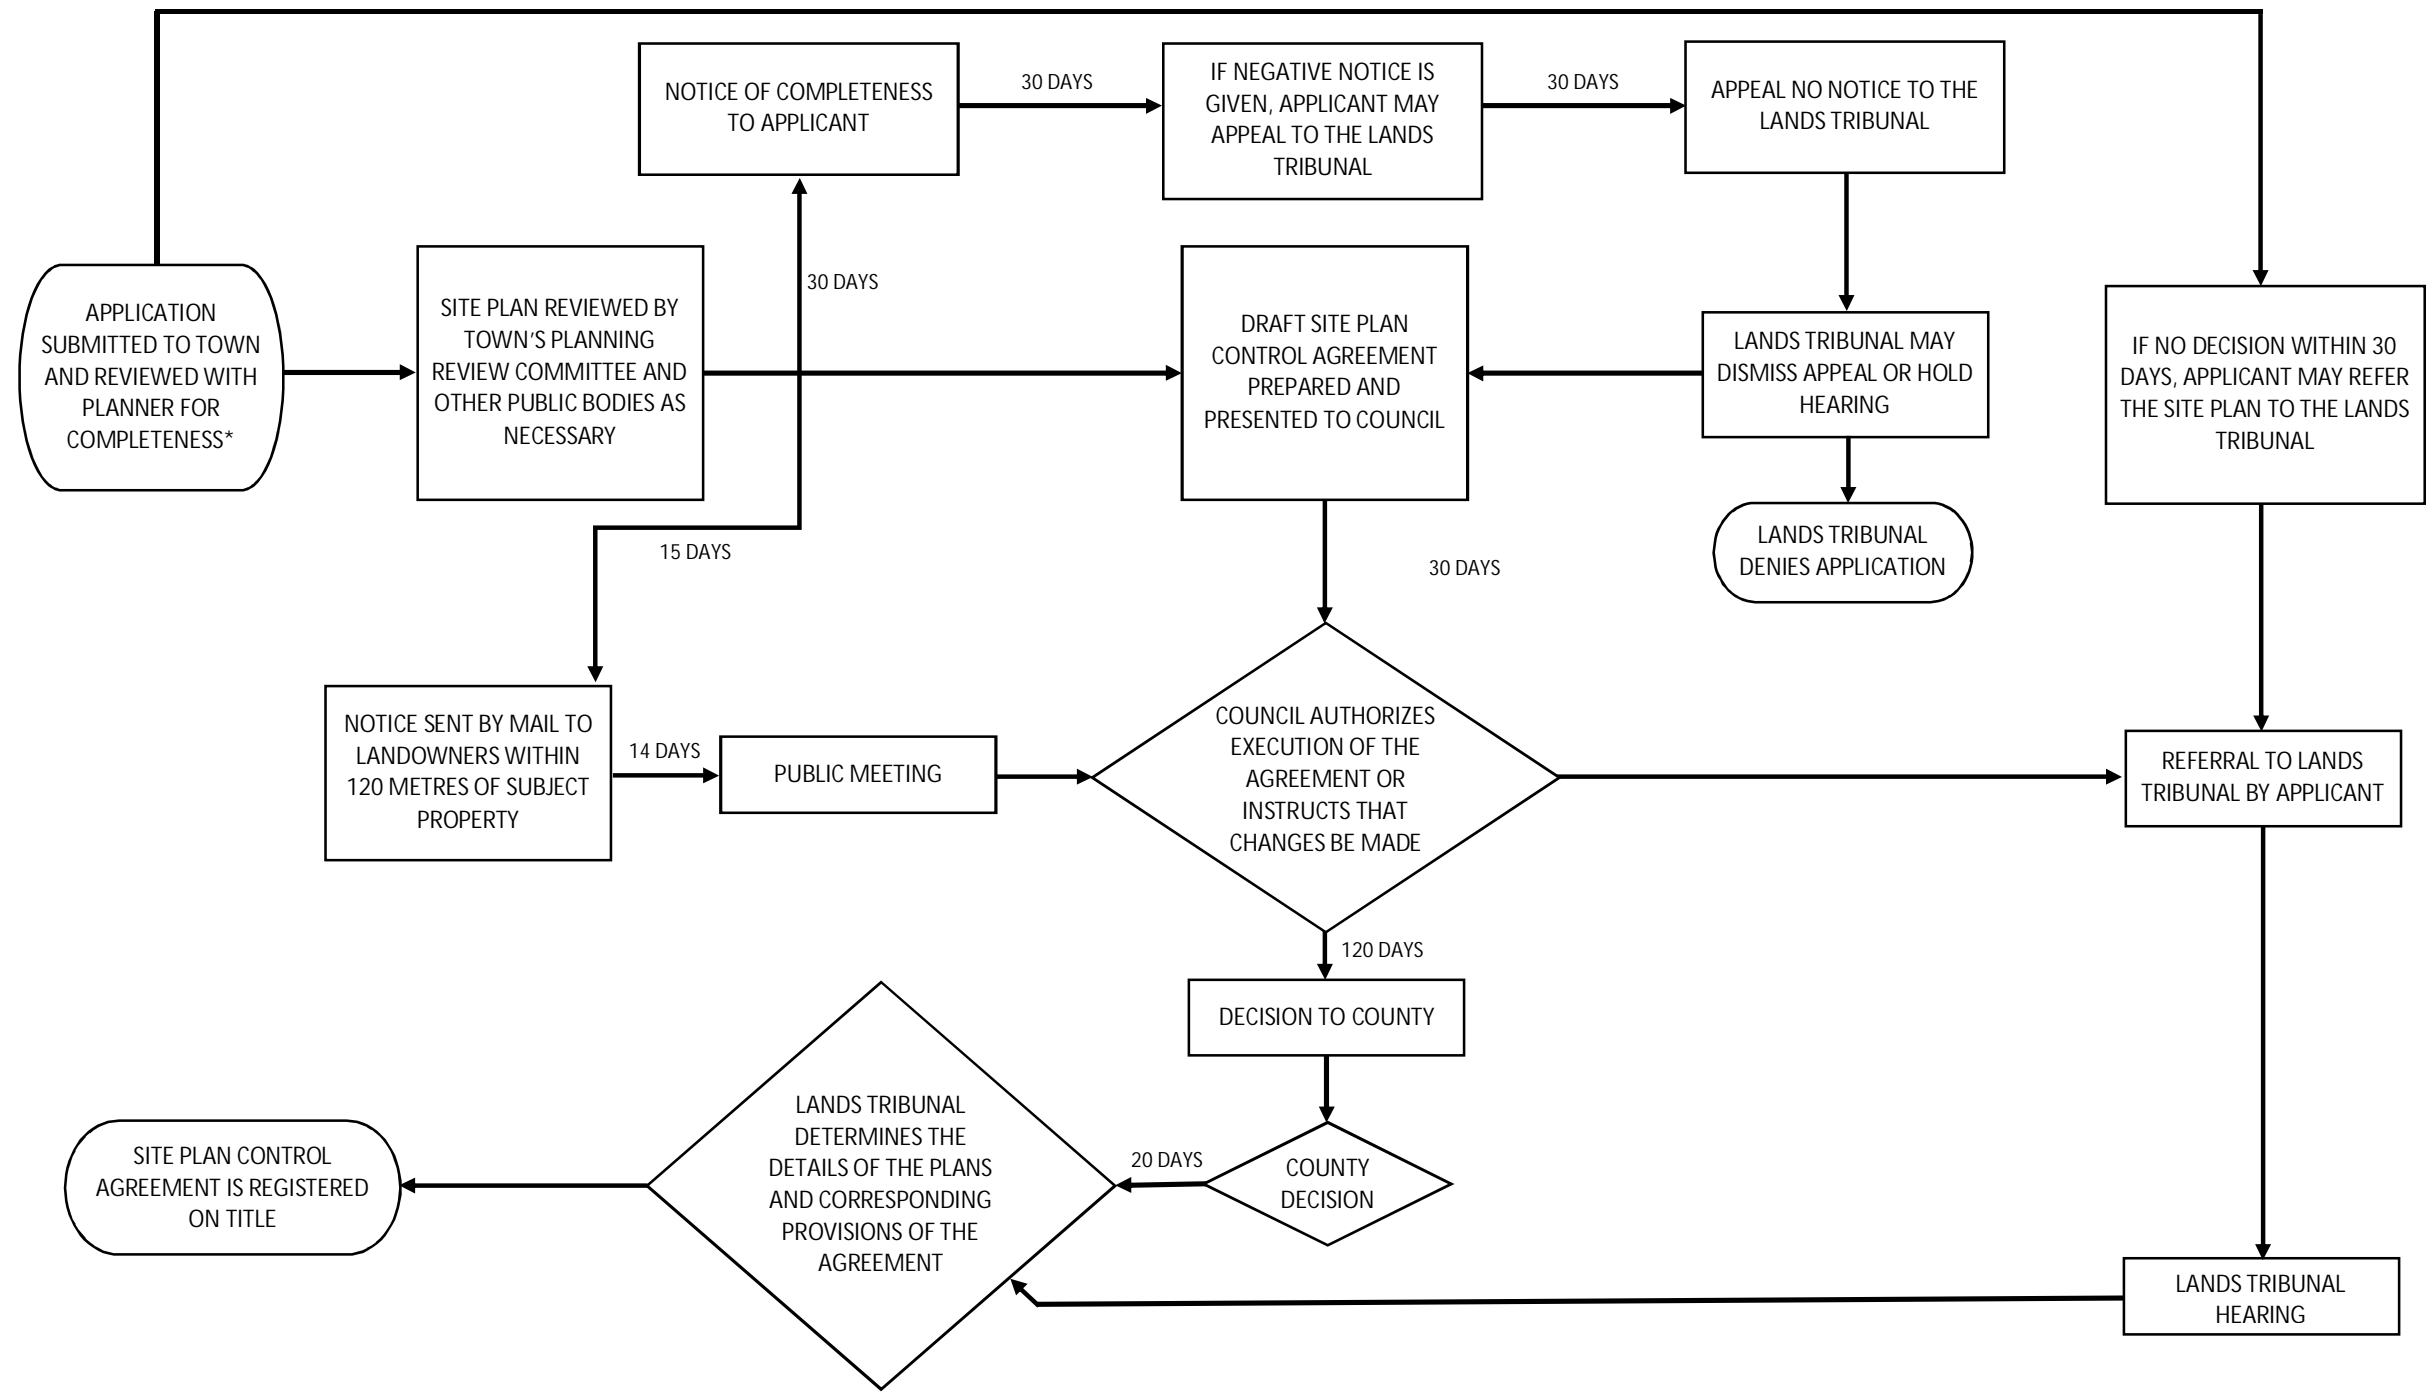 NOTICE OF COMPLETENESS
TO APPLICANT
30 DAYS
IF NEGATIVE NOTICE IS
GIVEN, APPLICANT MAY
APPEAL TO THE LANDS
TRIBUNAL
30 DAYS
APPEAL NO NOTICE TO THE
LANDS TRIBUNAL
30 DAYS
APPLICATION
SUBMITTED TO TOWN
AND REVIEWED WITH
PLANNER FOR
COMPLETENESS*
SITE PLAN REVIEWED BY
TOWN'S PLANNING
REVIEW COMMITTEE AND
OTHER PUBLIC BODIES AS
NECESSARY
DRAFT SITE PLAN
CONTROL AGREEMENT
PREPARED AND
PRESENTED TO COUNCIL
LANDS TRIBUNAL MAY
DISMISS APPEAL OR HOLD
HEARING
IF NO DECISION WITHIN 30
DAYS, APPLICANT MAY REFER
THE SITE PLAN TO THE LANDS
TRIBUNAL
15 DAYS
30 DAYS
LANDS TRIBUNAL
DENIES APPLICATION
NOTICE SENT BY MAIL TO
LANDOWNERS WITHIN
120 METRES OF SUBJECT
PROPERTY
14 DAYS
PUBLIC MEETING
COUNCIL AUTHORIZES
EXECUTION OF THE
AGREEMENT OR
INSTRUCTS THAT
CHANGES BE MADE
REFERRAL TO LANDS
TRIBUNAL BY APPLICANT
120 DAYS
DECISION TO COUNTY
SITE PLAN CONTROL
AGREEMENT IS REGISTERED
ON TITLE
LANDS TRIBUNAL
DETERMINES THE
DETAILS OF THE PLANS
AND CORRESPONDING
PROVISIONS OF THE
AGREEMENT
20 DAYS
COUNTY
DECISION
LANDS TRIBUNAL
HEARING